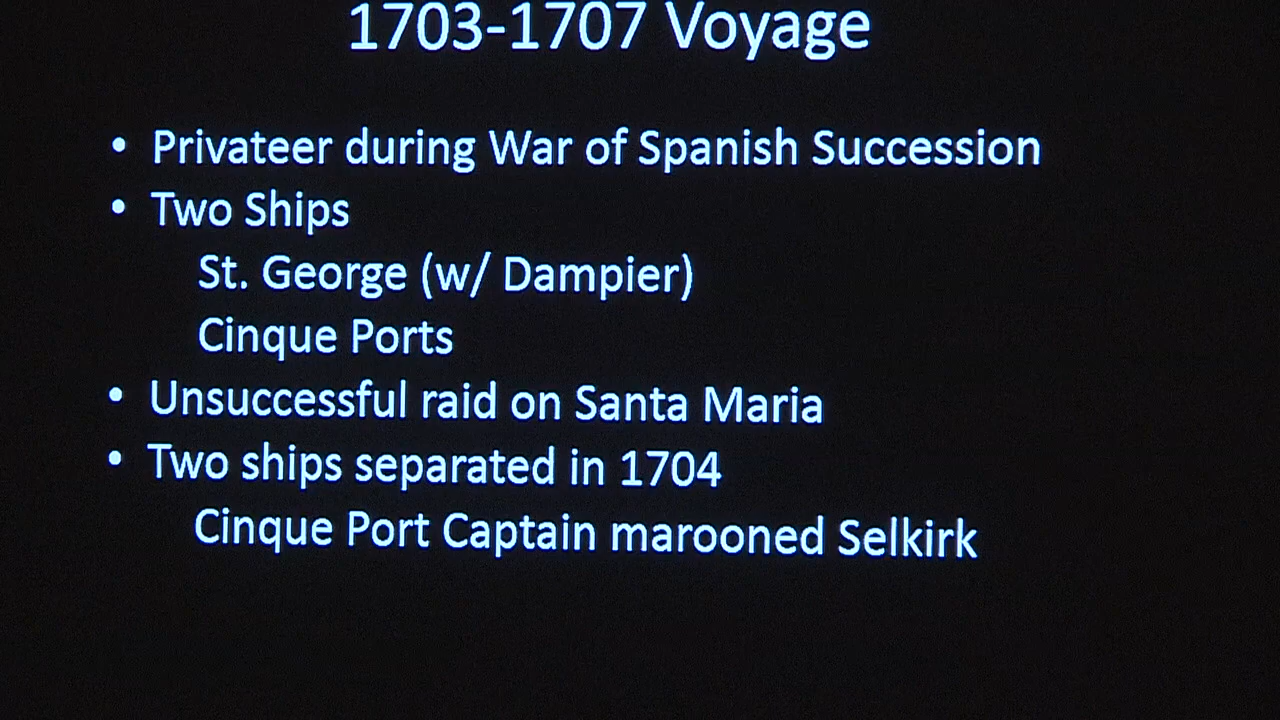 1703-1707 Voyage
• Privateer during War of Spanish Succession
• Two Ships
St. George (w/ Dampier)
Cinque Ports
• Unsuccessful raid on Santa Maria
• Two ships separated in 1704
Cinque Port Captain marooned Selkirk